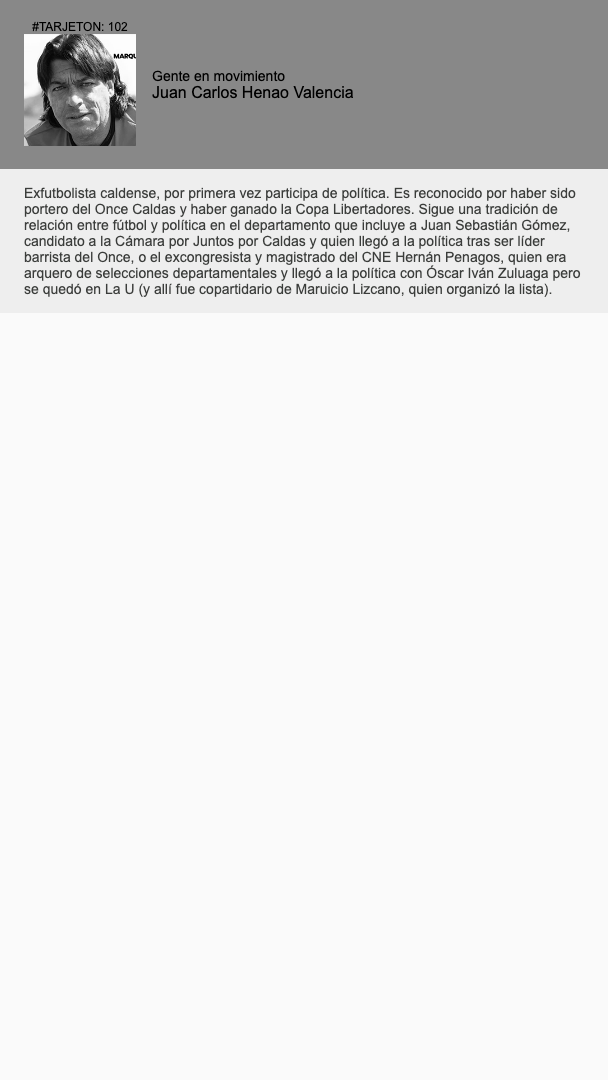 #TARJETON: 102
MARQU
Gente en movimiento
Juan Carlos Henao Valencia
Exfutbolista caldense, por primera vez participa de política. Es reconocido por haber sido
portero del Once Caldas y haber ganado la Copa Libertadores. Sigue una tradición de
relación entre fútbol y política en el departamento que incluye a Juan Sebastián Gómez,
candidato a la Cámara por Juntos por Caldas y quien llegó a la política tras ser líder
barrista del Once, o el excongresista y magistrado del CNE Hernán Penagos, quien era
arquero de selecciones departamentales y llegó a la política con Óscar Iván Zuluaga pero
se quedó en La U (y allí fue copartidario de Maruicio Lizcano, quien organizó la lista).